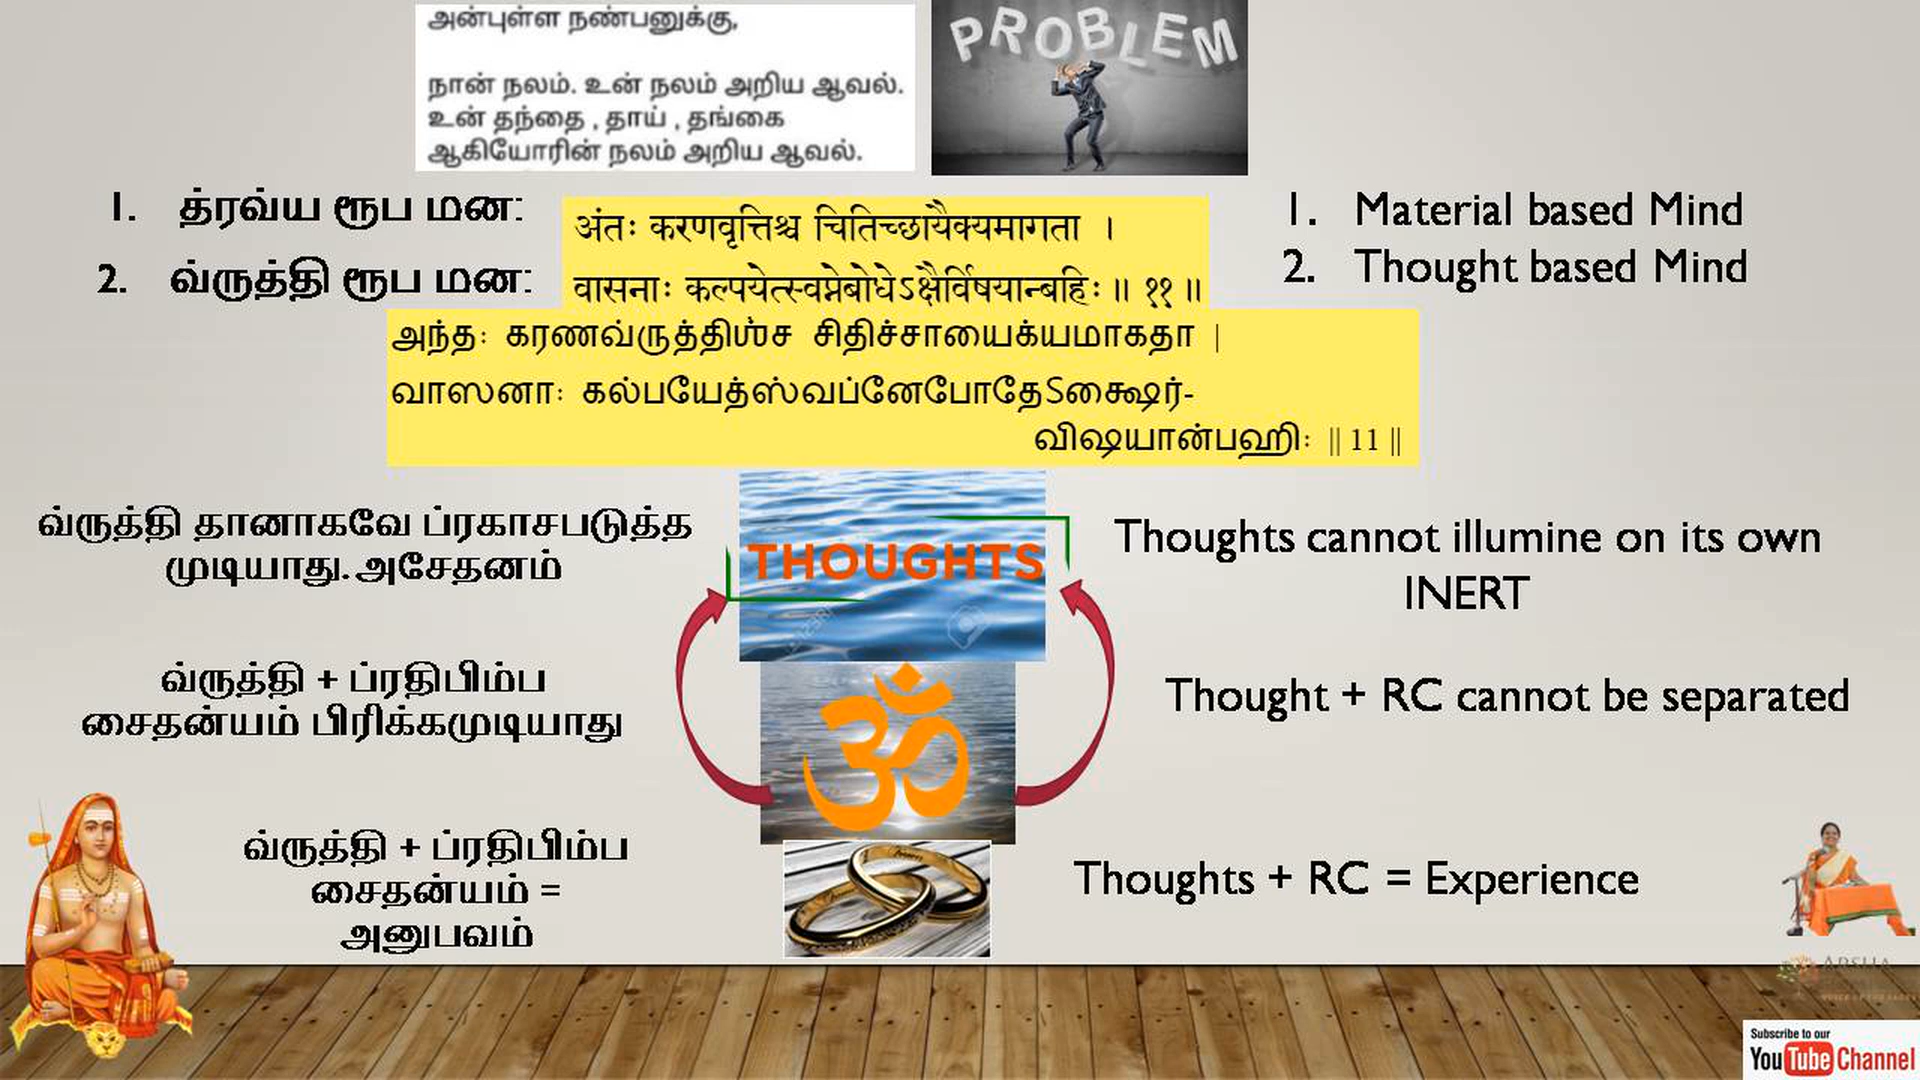 அன்புள்ள நண்பனுக்கு,
நான் நலம். உன் நலம் அறிய ஆவல்.
உன் தந்தை , தாய் , தங்கை
ஆகியோரின் நலம் அறிய ஆவல்.
PROBLEM
1. த்ரவ்ய ரூப மன:
2. வ்ருத்தி ரூப மன:
अंतः करणवृत्तिश्च चितिच्छायैक्यमागता ।
वासनाः कल्पयेत्स्वप्नेबोधेऽक्षैर्विषयान्बहिः ॥ ११ ॥
1. Material based Mind
2. Thought based Mind
அந்த: கரணவ்ருத்திஶ்ச சிதிச்சாயைக்யமாகதா |
வாஸனா: கல்பயேத்ஸ்வப்னேபோதேSக்ஷைர்-
விஷயான்பஹி: || 11 ||
வ்ருத்தி தானாகவே ப்ரகாசபடுத்த
முடியாது. அசேதனம்
THOUGHTS
Thoughts cannot illumine on its own
INERT
வ்ருத்தி + ப்ரதிபிம்ப
சைதன்யம் பிரிக்கமுடியாது
ॐ
Thought + RC cannot be separated
வ்ருத்தி + ப்ரதிபிம்ப
சைதன்யம் =
அனுபவம்
Thoughts + RC = Experience
ARSHA
Subscribe to our
YouTube Channel